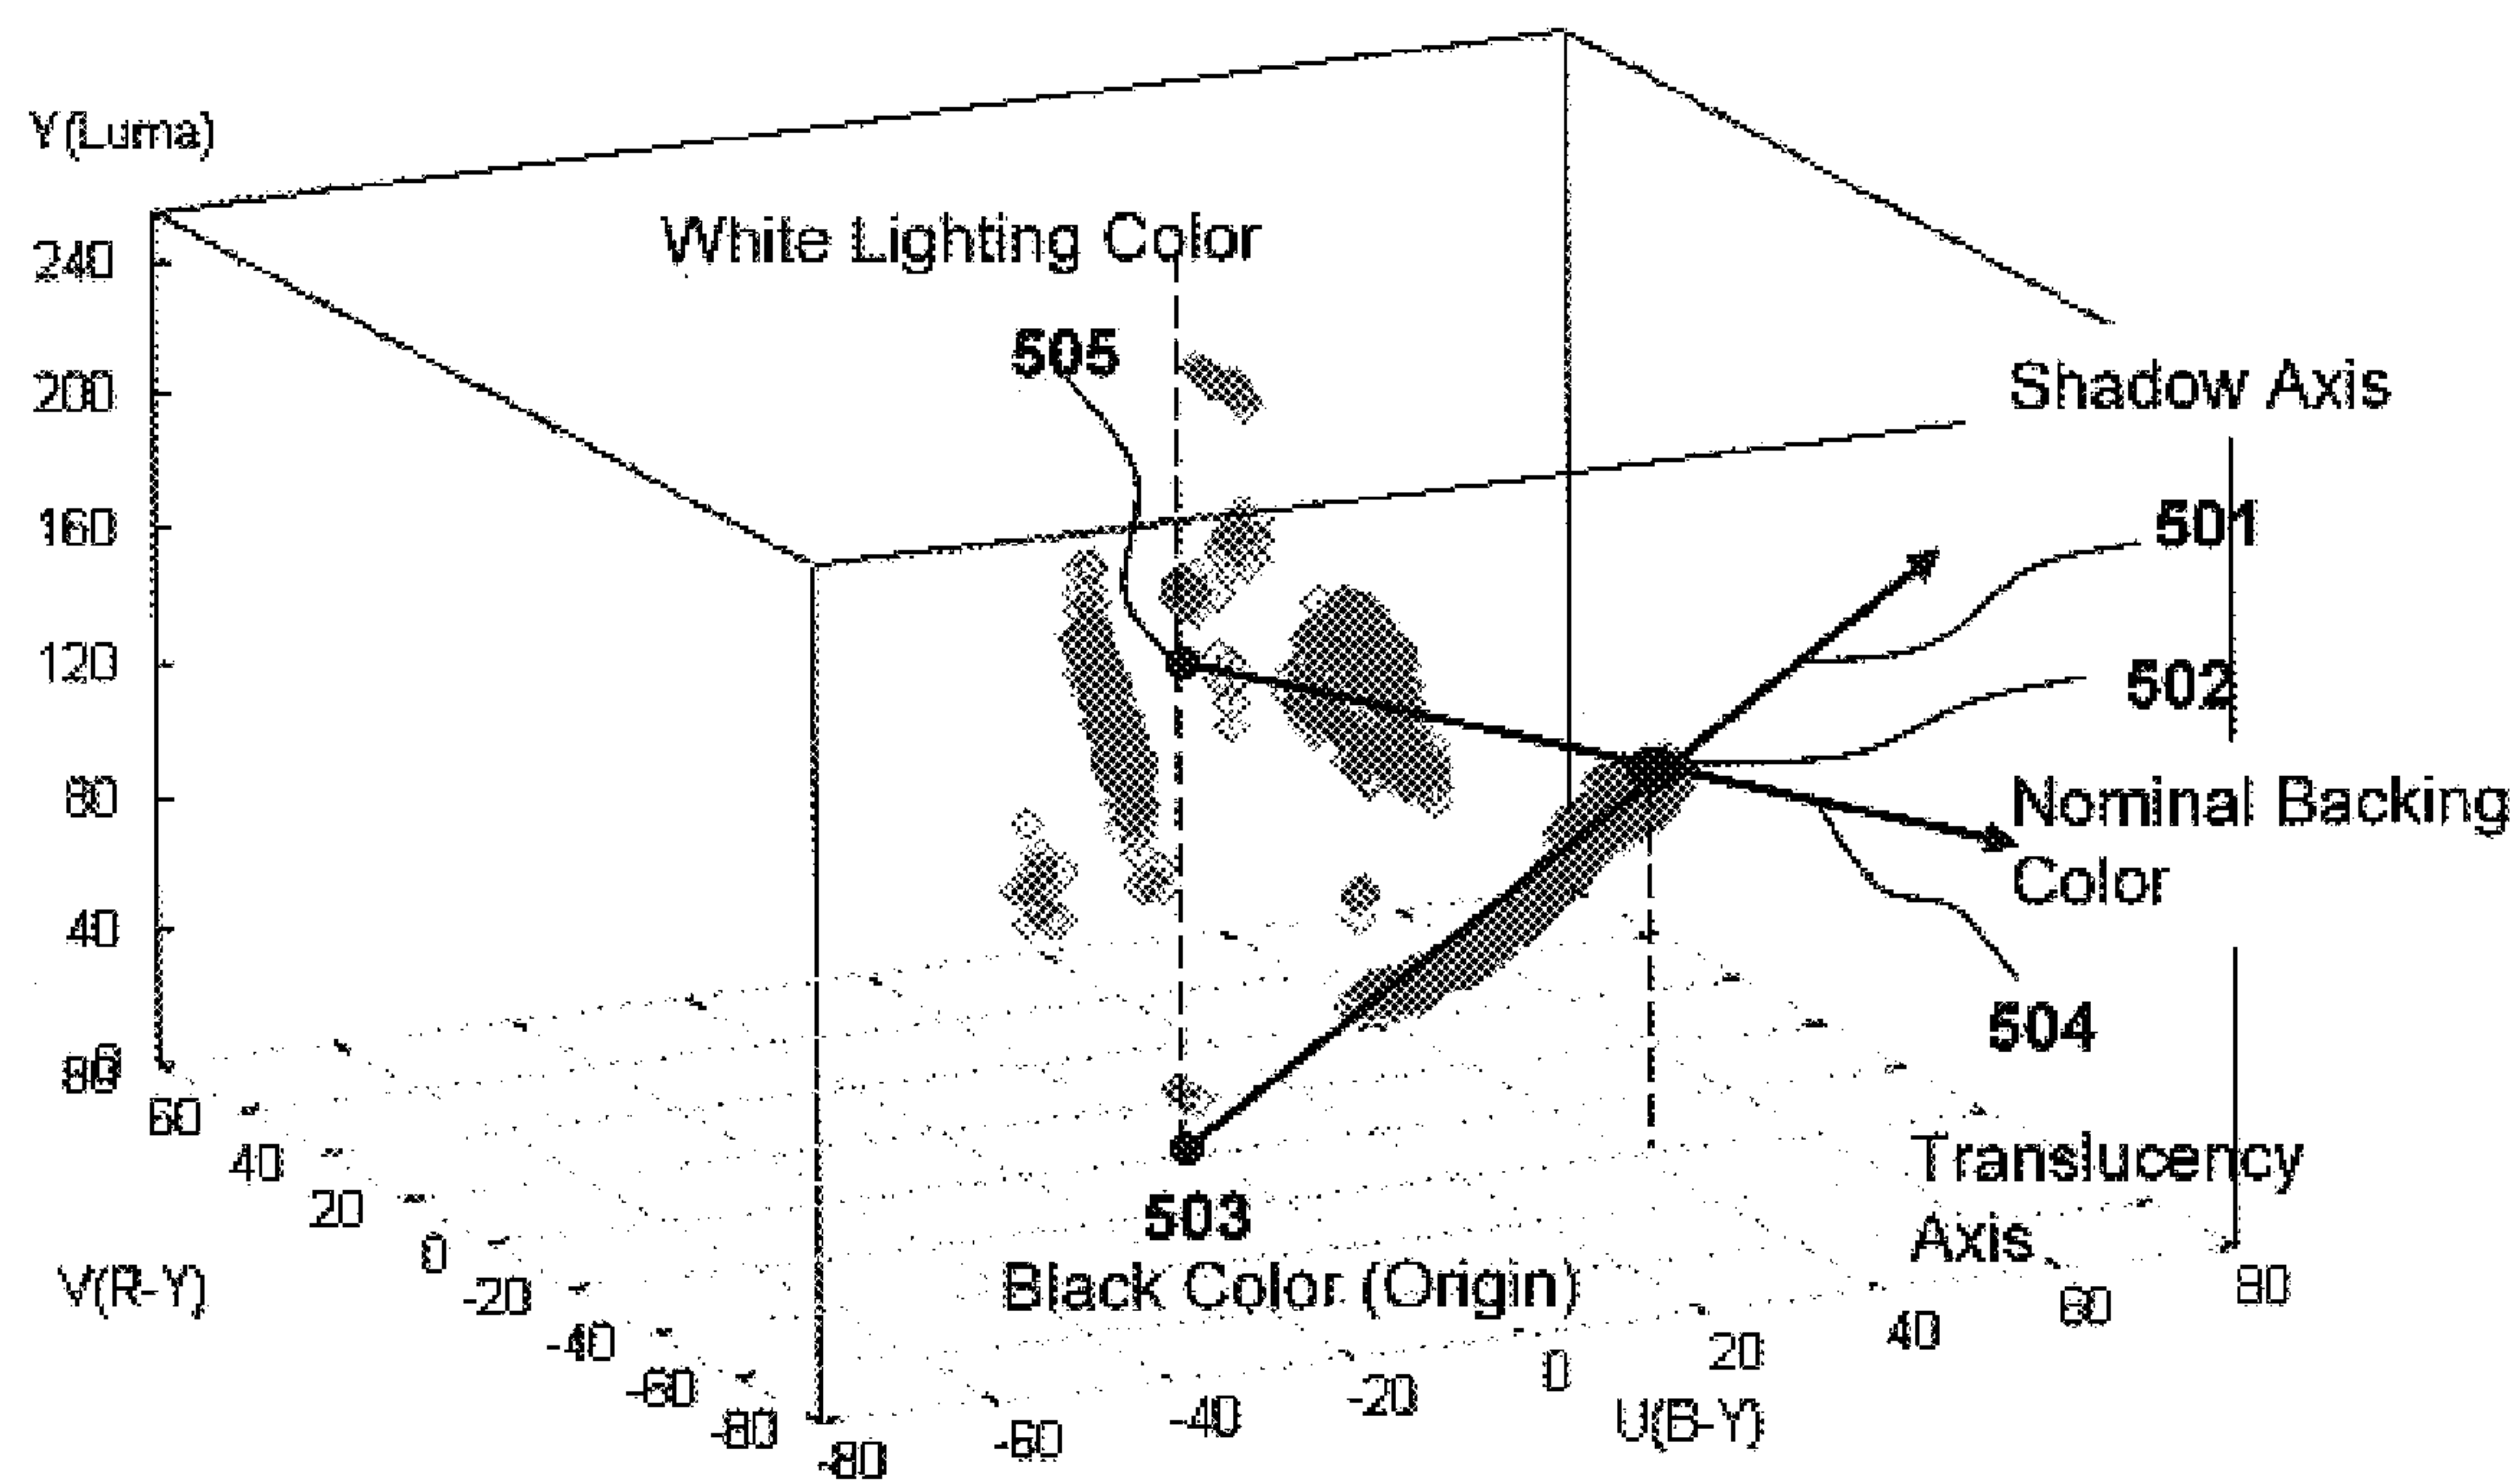 Y(Luma)
White Lighting Color
240
505
200
Shadow Axis
160
501
120
502
80
Nominal Backing
Color
40
504
60
40
Translucency
20
503
Axis
0
Black Color (Origin)
V(R-Y)
-20
80
60
-40
40
20
-60
0
-20
-40
U(B-Y)
-80
-60
-80